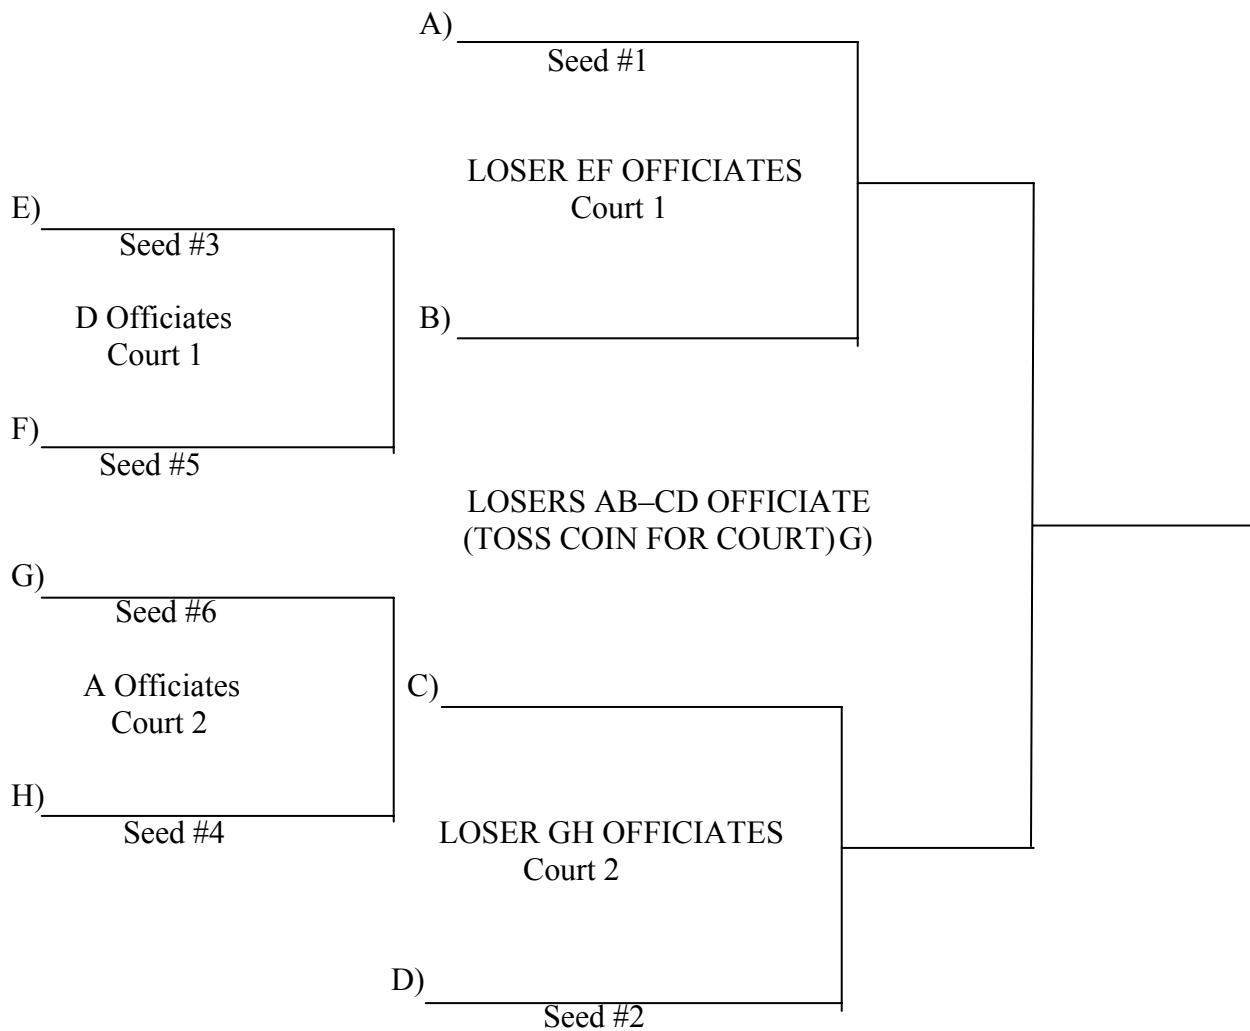 A)
Seed #1
LOSER EF OFFICIATES
Court 1
E)
Seed #3
D Officiates
Court 1
B)
F)
Seed #5
LOSERS AB–CD OFFICIATE
(TOSS COIN FOR COURT) G)
G)
Seed #6
A Officiates
Court 2
C)
H)
Seed #4
LOSER GH OFFICIATES
Court 2
D)
Seed #2